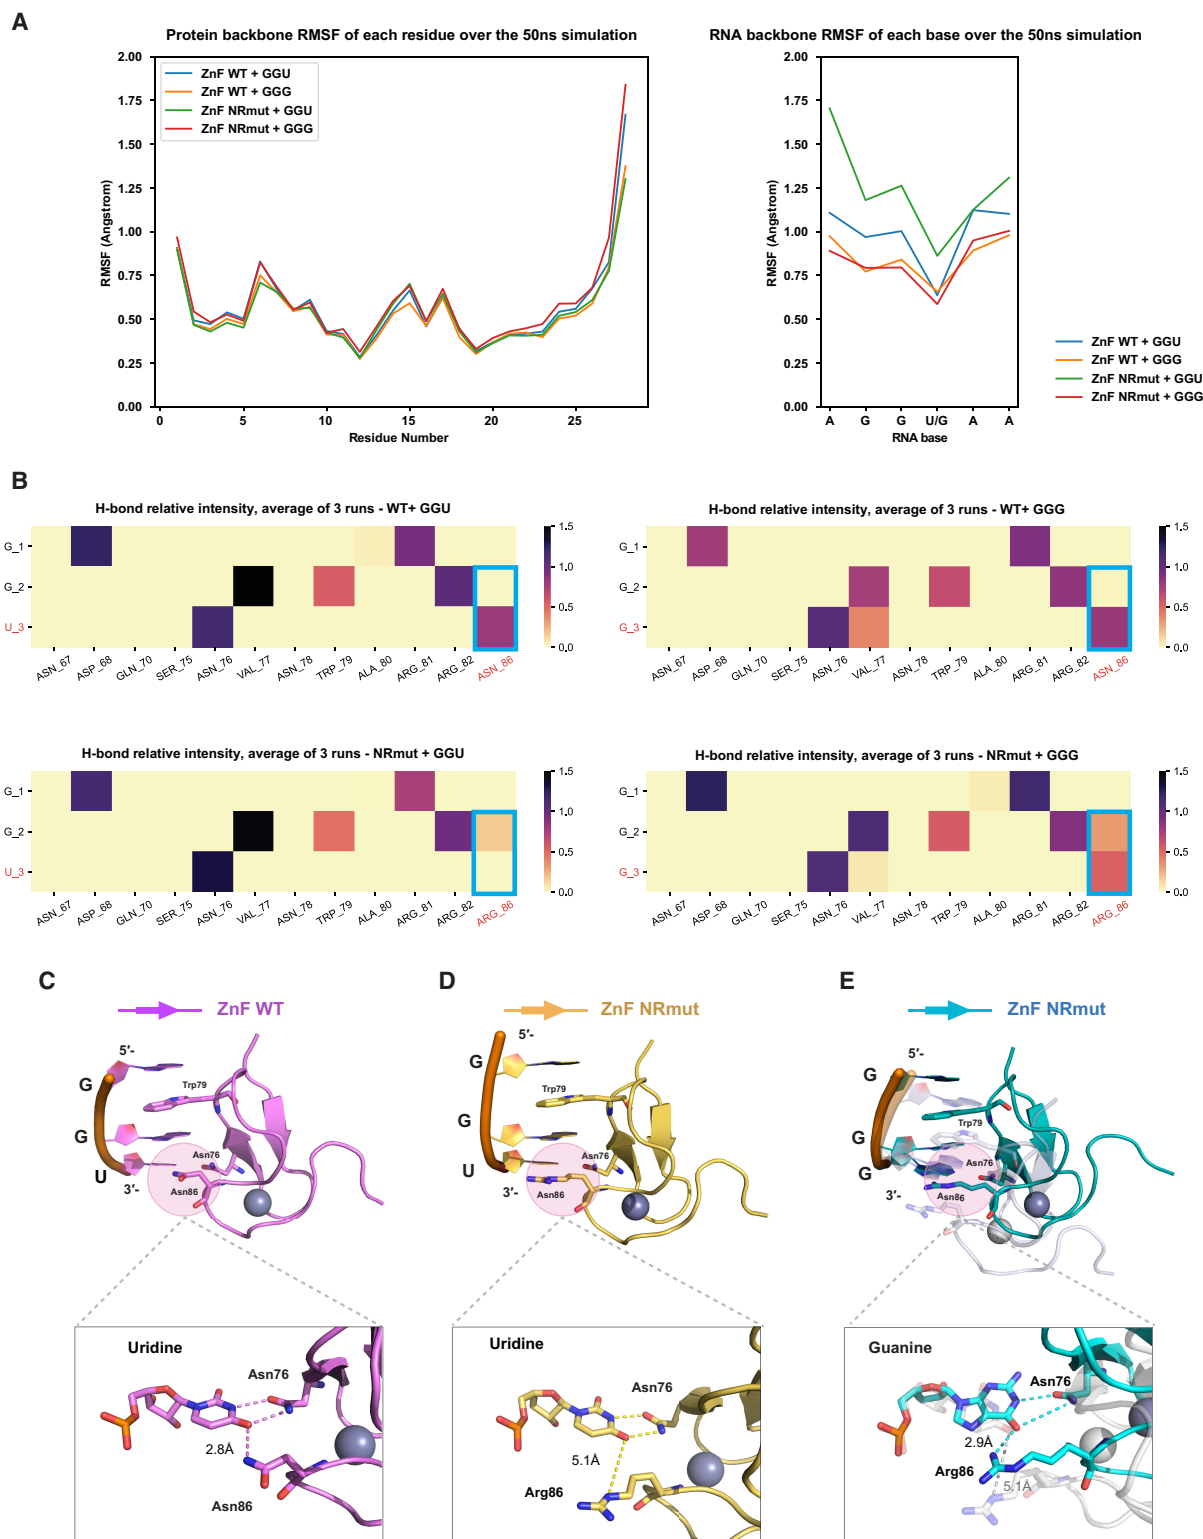 A
Protein backbone RMSF of each residue over the 50ns simulation
RNA backbone RMSF of each base over the 50ns simulation
2.00
1.75
1.50
1.25
1.00
0.75
0.50
0.25
0.00
RMSF (Angstrom)
ZnF WT + GGU
ZnF WT + GGG
ZnF NRmut + GGU
ZnF NRmut + GGG
0 5 10 15 20 25
Residue Number
2.00
1.75
1.50
1.25
1.00
0.75
0.50
0.25
0.00
RMSF (Angstrom)
A G G U/G A A
RNA base
ZnF WT + GGU
ZnF WT + GGG
ZnF NRmut + GGU
ZnF NRmut + GGG
B
H-bond relative intensity, average of 3 runs - WT+ GGU
G_1
G_2
U_3
ASN_67 ASP_68 GLN_70 SER_75 ASN_76 VAL_77 ASN_78 TRP_79 ALA_80 ARG_81 ARG_82 ASN_86
1.5
1.0
0.5
0.0
H-bond relative intensity, average of 3 runs - WT+ GGG
G_1
G_2
G_3
ASN_67 ASP_68 GLN_70 SER_75 ASN_76 VAL_77 ASN_78 TRP_79 ALA_80 ARG_81 ARG_82 ASN_86
1.5
1.0
0.5
0.0
H-bond relative intensity, average of 3 runs - NRmut + GGU
G_1
G_2
U_3
ASN_67 ASP_68 GLN_70 SER_75 ASN_76 VAL_77 ASN_78 TRP_79 ALA_80 ARG_81 ARG_82 ARG_86
1.5
1.0
0.5
0.0
H-bond relative intensity, average of 3 runs - NRmut + GGG
G_1
G_2
G_3
ASN_67 ASP_68 GLN_70 SER_75 ASN_76 VAL_77 ASN_78 TRP_79 ALA_80 ARG_81 ARG_82 ARG_86
1.5
1.0
0.5
0.0
C
ZnF WT
5′-
G
Trp79
G
Asn76
U
3′-
Asn86
Uridine
Asn76
2.8Å
Asn86
D
ZnF NRmut
5′-
G
Trp79
G
Asn76
U
3′-
Asn86
Uridine
Asn76
5.1Å
Arg86
E
ZnF NRmut
5′-
G
Trp79
G
Asn76
G
3′-
Asn86
Guanine
Asn76
2.9Å
Arg86
5.1Å